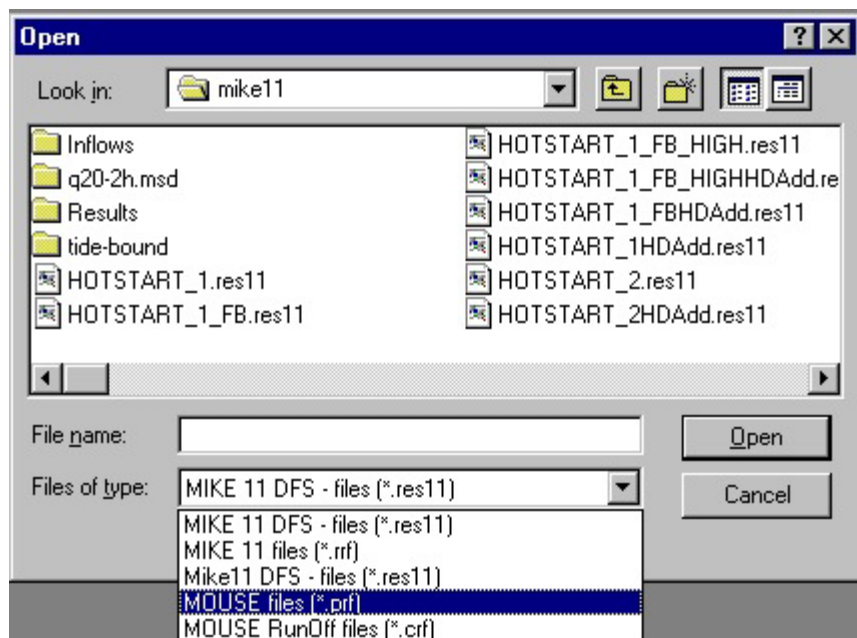 Open
Look in:
mike11
Inflows
q20-2h.msd
Results
tide-bound
HOTSTART_1.res11
HOTSTART_1_FB.res11
HOTSTART_1_FB_HIGH.res11
HOTSTART_1_FB_HIGHHDAdd.re
HOTSTART_1_FBHDAdd.res11
HOTSTART_1HDAdd.res11
HOTSTART_2.res11
HOTSTART_2HDAdd.res11
File name:
Open
Files of type:
MIKE 11 DFS - files (*.res11)
Cancel
MIKE 11 DFS - files (*.res11)
MIKE 11 files (*.rrf)
Mike11 DFS - files (*.res11)
MOUSE files (*.prf)
MOUSE RunOff files (*.crf)